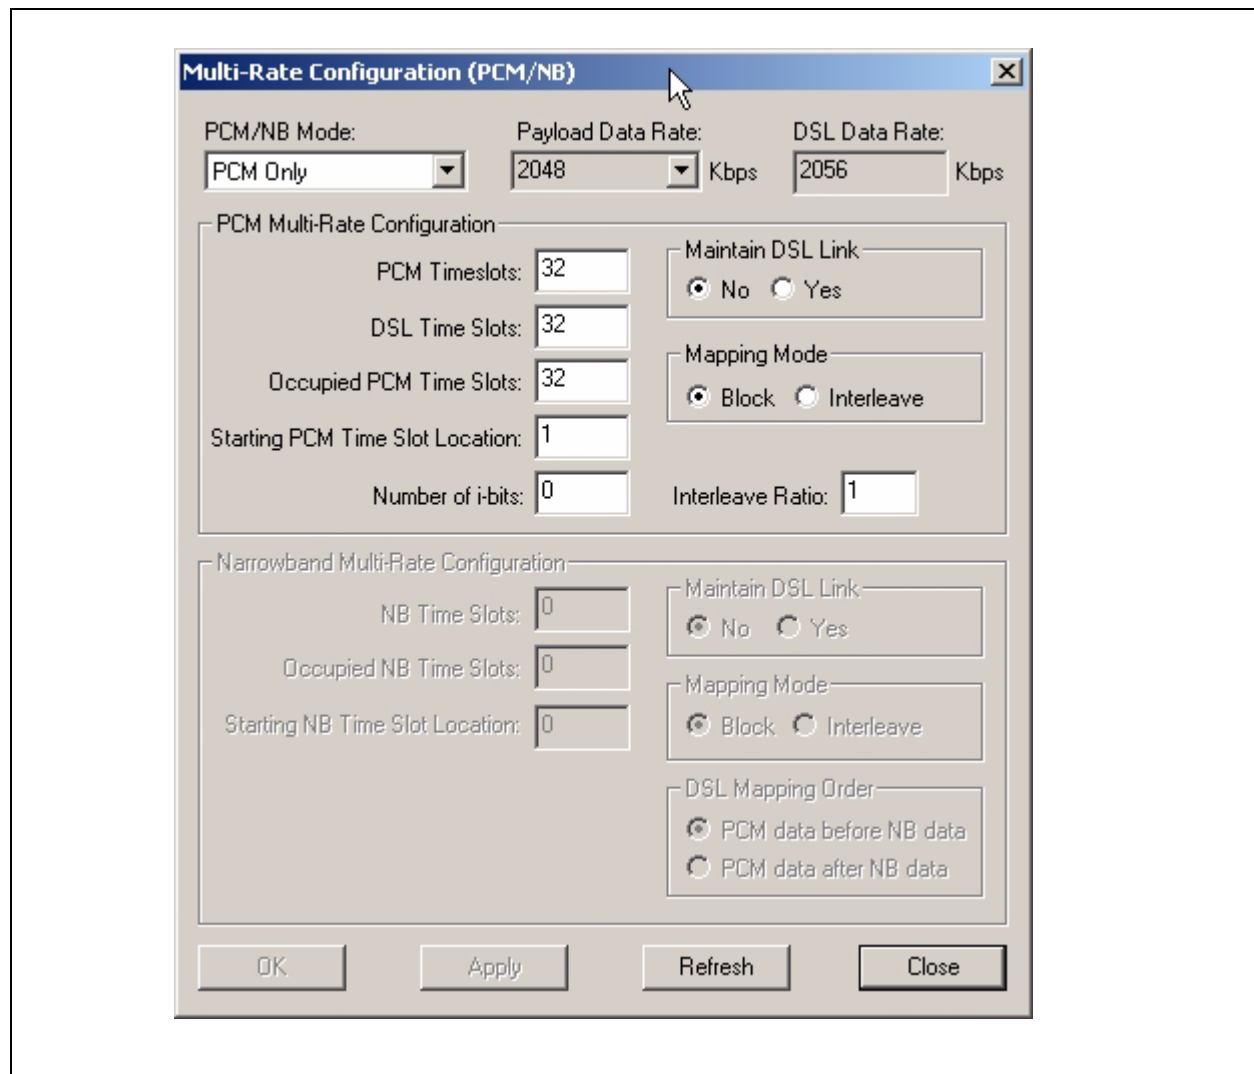 Multi-Rate Configuration (PCM/NB)
PCM/NB Mode: Payload Data Rate: DSL Data Rate:
PCM Only 2048 Kbps 2056 Kbps
PCM Multi-Rate Configuration
PCM Timeslots: 32
DSL Time Slots: 32
Occupied PCM Time Slots: 32
Starting PCM Time Slot Location: 1
Number of i-bits: 0
Maintain DSL Link
No Yes
Mapping Mode
Block Interleave
Interleave Ratio: 1
Narrowband Multi-Rate Configuration
NB Time Slots: 0
Occupied NB Time Slots: 0
Starting NB Time Slot Location: 0
Maintain DSL Link
No Yes
Mapping Mode
Block Interleave
DSL Mapping Order
PCM data before NB data
PCM data after NB data
OK Apply Refresh Close